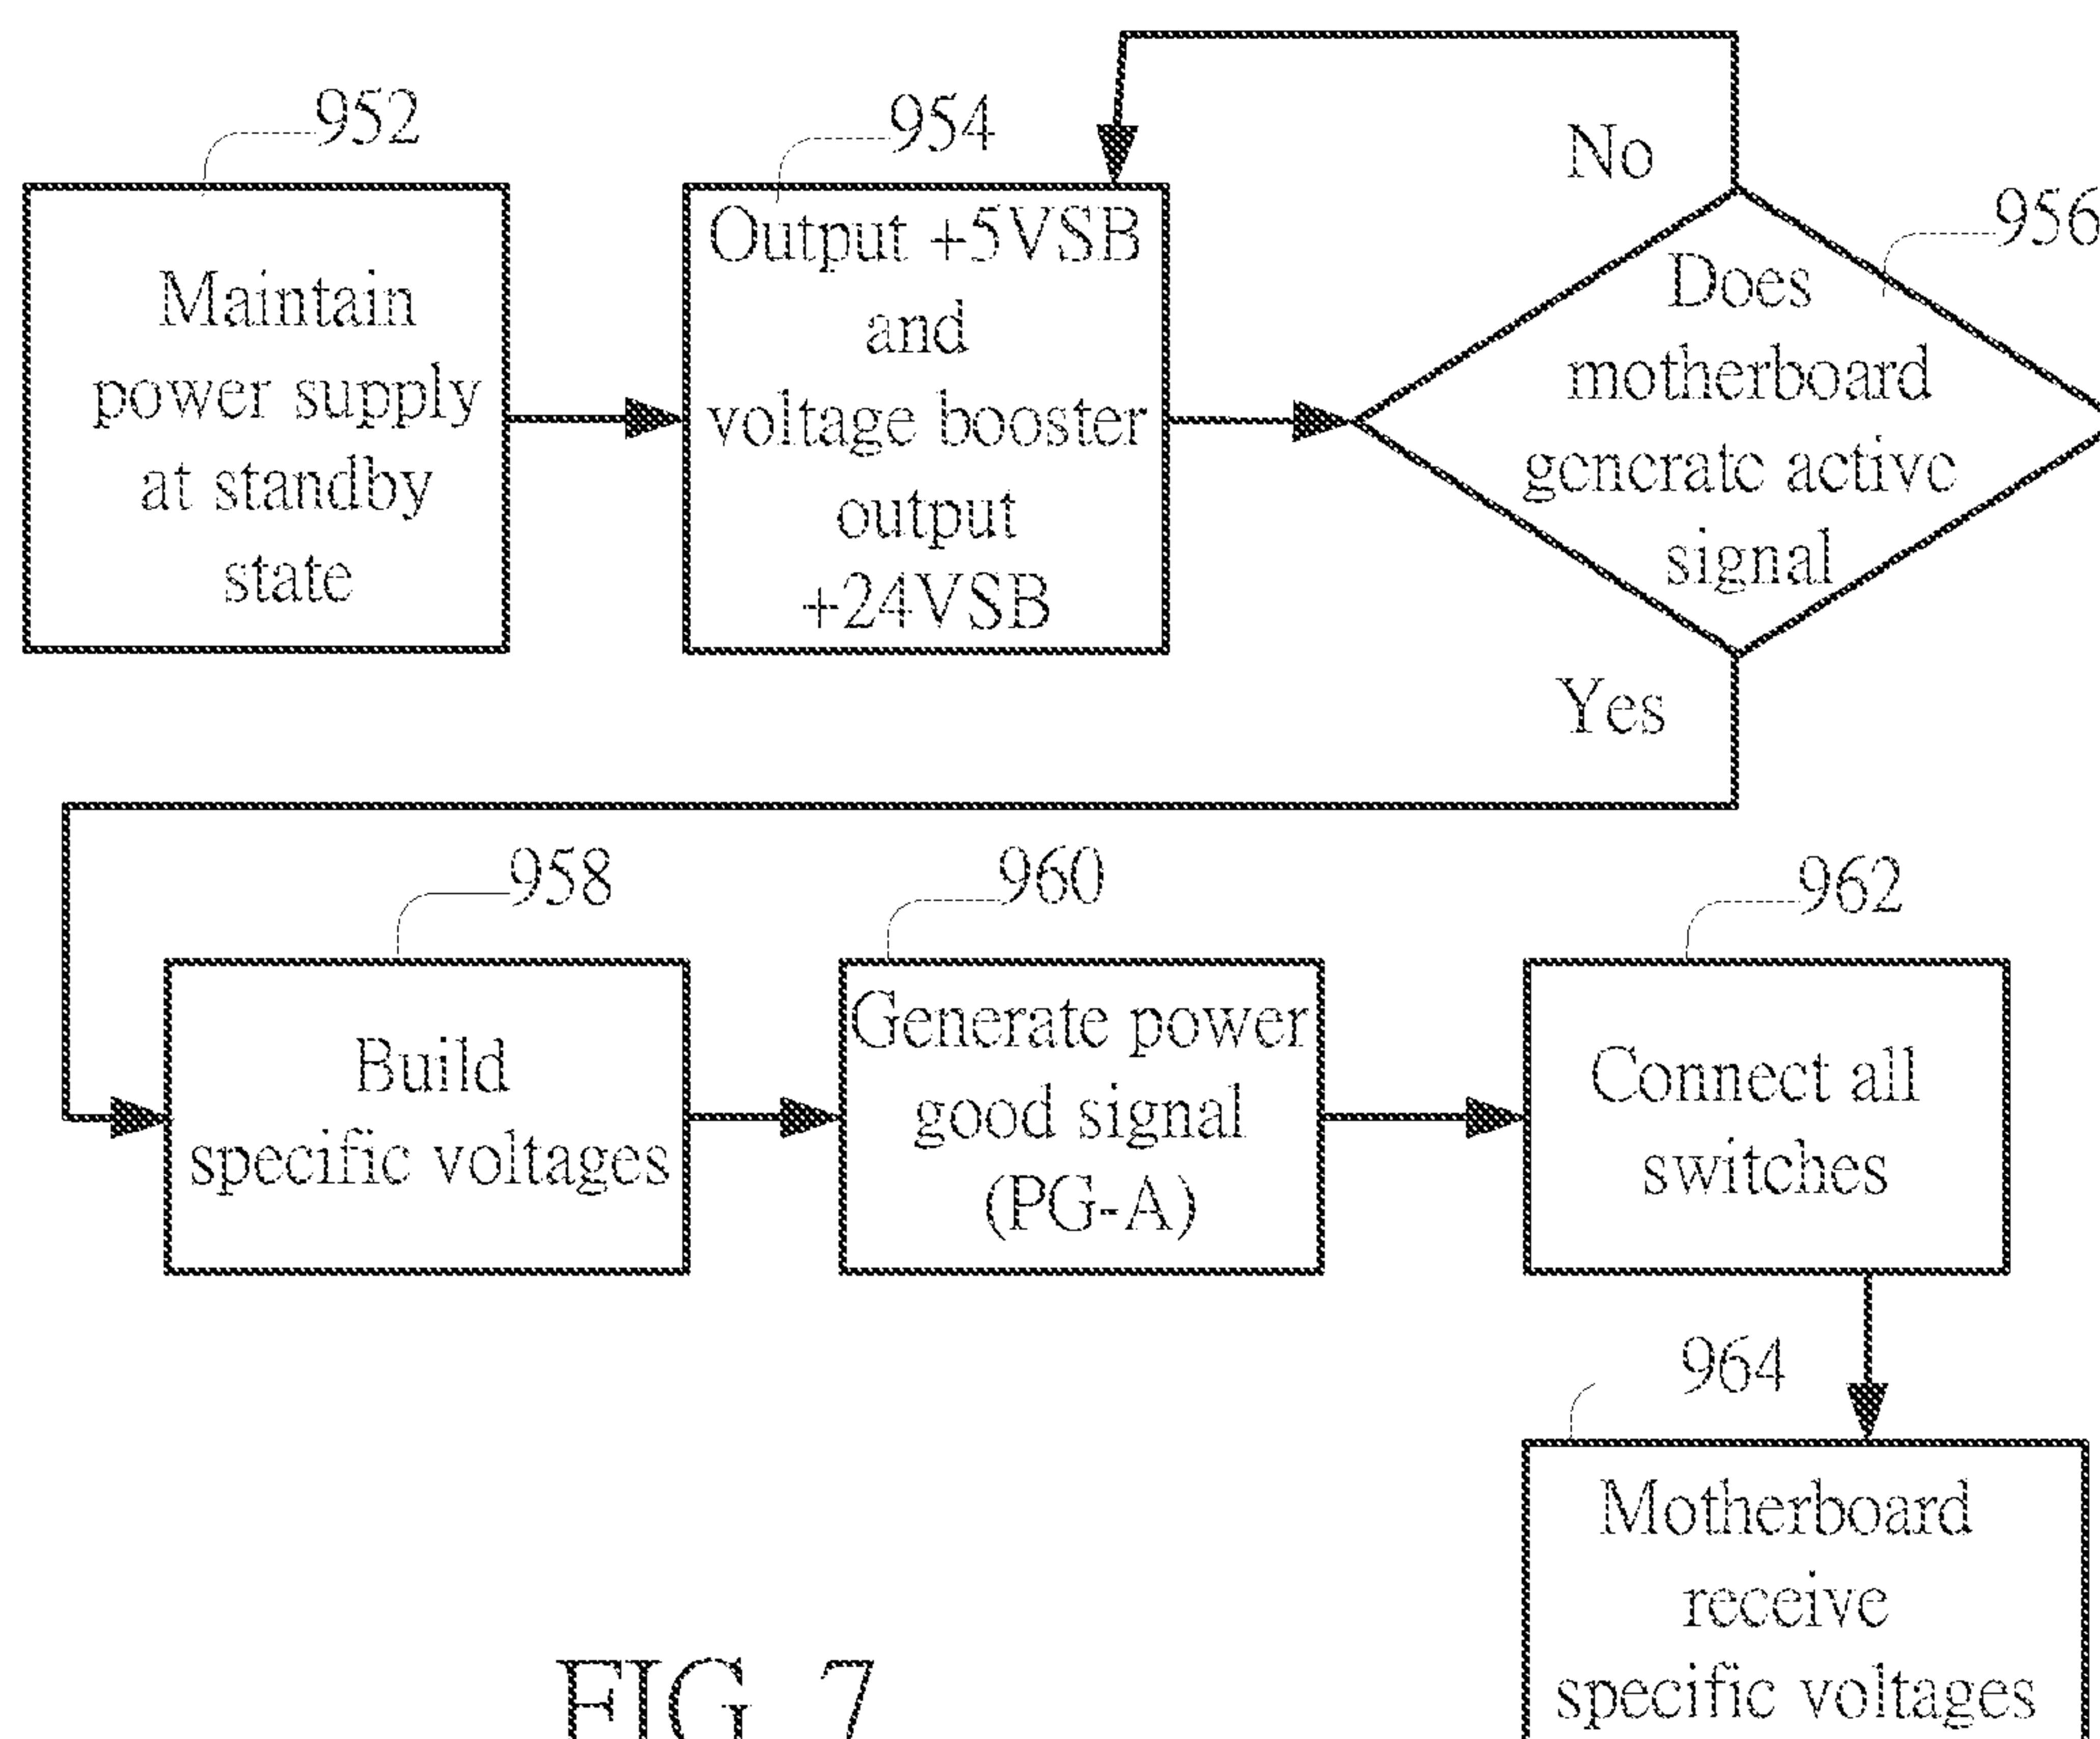 952
Maintain
power supply
at standby
state
954
Output +5VSB
and
voltage booster
output
+24VSB
No
956
Does
motherboard
generate active
signal
Yes
958
Build
specific voltages
960
Generate power
good signal
(PG-A)
962
Connect all
switches
964
Motherboard
receive
specific voltages
FIG. 7